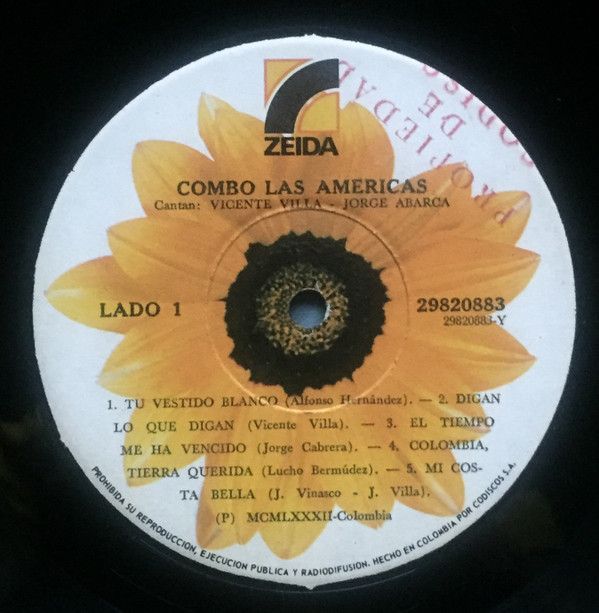 ZEIDA
PROPIEDAD
DE
CODISCOS
COMBO LAS AMERICAS
Cantan: VICENTE VILLA - JORGE ABARCA
LADO 1
29820883
29820883-Y
1. TU VESTIDO BLANCO (Alfonso Hernández). — 2. DIGAN
LO QUE DIGAN (Vicente Villa). — 3. EL TIEMPO
ME HA VENCIDO (Jorge Cabrera). — 4. COLOMBIA,
TIERRA QUERIDA (Lucho Bermúdez). — 5. MI COS-
TA BELLA (J. Vinasco - J. Villa).
(P) MCMLXXXII-Colombia
PROHIBIDA SU REPRODUCCION, EJECUCION PUBLICA Y RADIODIFUSION. HECHO EN COLOMBIA POR CODISCOS S.A.